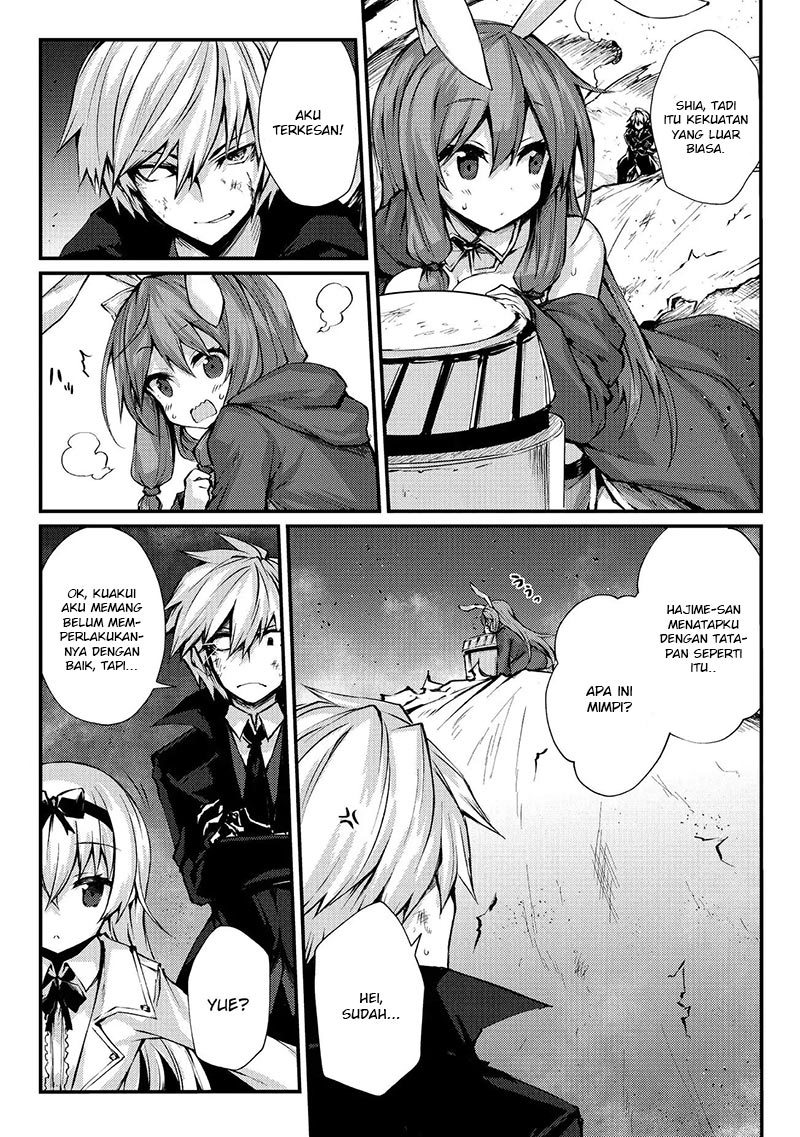 SHIA, TADI
ITU KEKUATAN
YANG LUAR
BIASA.
AKU
TERKESAN!
HAJIME-SAN
MENATAPKU
DENGAN TATA-
PAN SEPERTI
ITU..
APA INI
MIMPI?
HEI,
SUDAH...
OK, KUAKUI
AKU MEMANG
BELUM MEM-
PERLAKUKAN-
NYA DENGAN
BAIK, TAPI...
YUE?